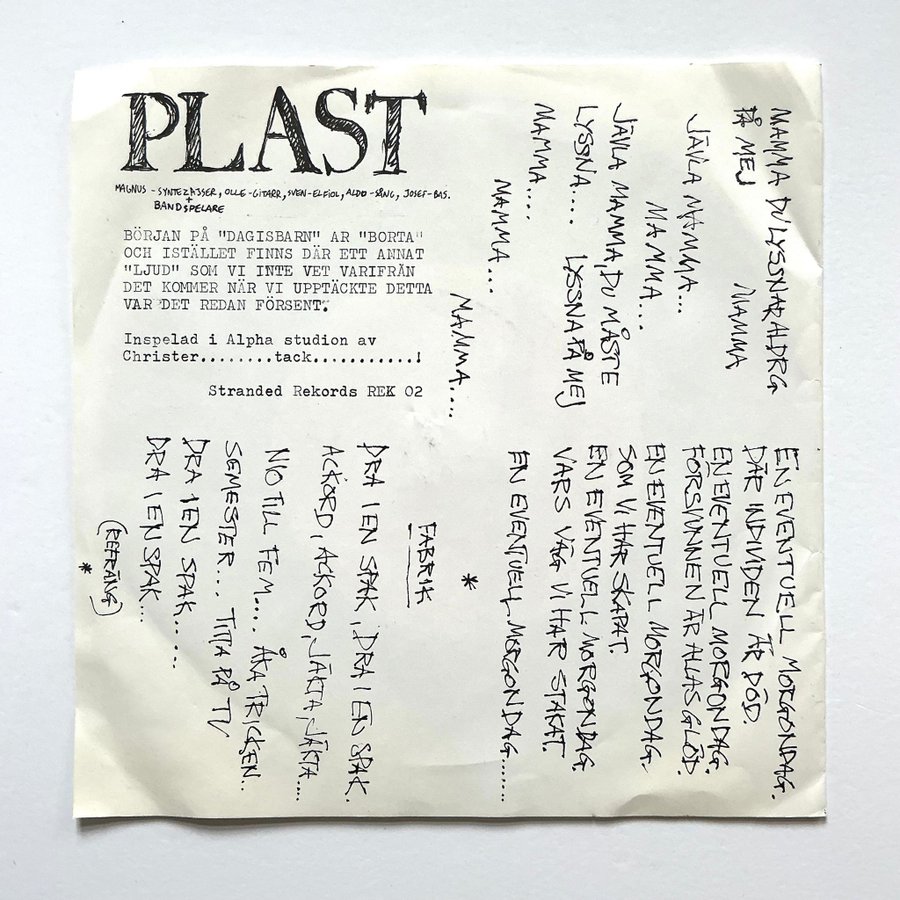 PLAST
MAGNUS - SYNTEZAJSER, OLLE-GITARR, SVEN-ELFIOL, ALDO-SÅNG, JOSEF-BAS.
+
BANDSPELARE
BÖRJAN PÅ "DAGISBARN" AR "BORTA"
OCH ISTÄLLET FINNS DÄR ETT ANNAT
"LJUD" SOM VI INTE VET VARIFRÅN
DET KOMMER NÄR VI UPPTÄCKTE DETTA
VAR DET REDAN FÖRSENT.
Inspelad i Alpha studion av
Christer........tack...........!
Stranded Rekords REK 02
MAMMA DU LYSSNAR ALDRG
PÅ MEJ MAMMA
JÄVLA MAMMA...
MAMMA...
JÄVLA MAMMA, DU MÅSTE
LYSSNA.... LYSSNA PÅ MEJ
MAMMA....
MAMMA...
MAMMA....
EN EVENTUELL MORGONDAG.
DÄR INDIVIDEN ÄR DÖD.
EN EVENTUELL MORGONDAG.
FÖRSVUNNEN ÄR ALLAS GLÖD.
EN EVENTUELL MORGONDAG.
SOM VI HAR SKAPAT.
EN EVENTUELL MORGONDAG.
VARS VÄG VI HAR STAKAT.
EN EVENTUELL MORGONDAG......
*
FABRIK
DRA I EN SPAK, DRA I EN SPAK.
ACKORD, ACKORD, JÄKTA, JÄKTA....
NIO TILL FEM.... ÅKA TRICKEN..
SEMESTER... TITTA PÅ TV
DRA I EN SPAK.....
DRA I EN SPAK....
(REFRÄNG)
*